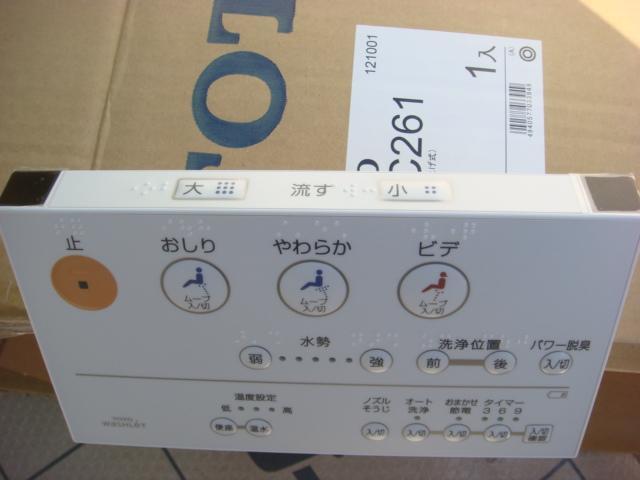 TOT
121001
C261
1入
(A)
4940577033949
大 流す 小
止 おしり やわらか ビデ
ムーブ
入/切
ムーブ
入/切
ムーブ
入/切
水勢
弱 強
洗浄位置
前 後
パワー脱臭
入/切
温度設定
低 高
便座 温水
ノズル
そうじ
入/切
オート
洗浄
入/切
おまかせ
節電
入/切
タイマー
3 6 9
入/切
入/切
確認
WASHLET